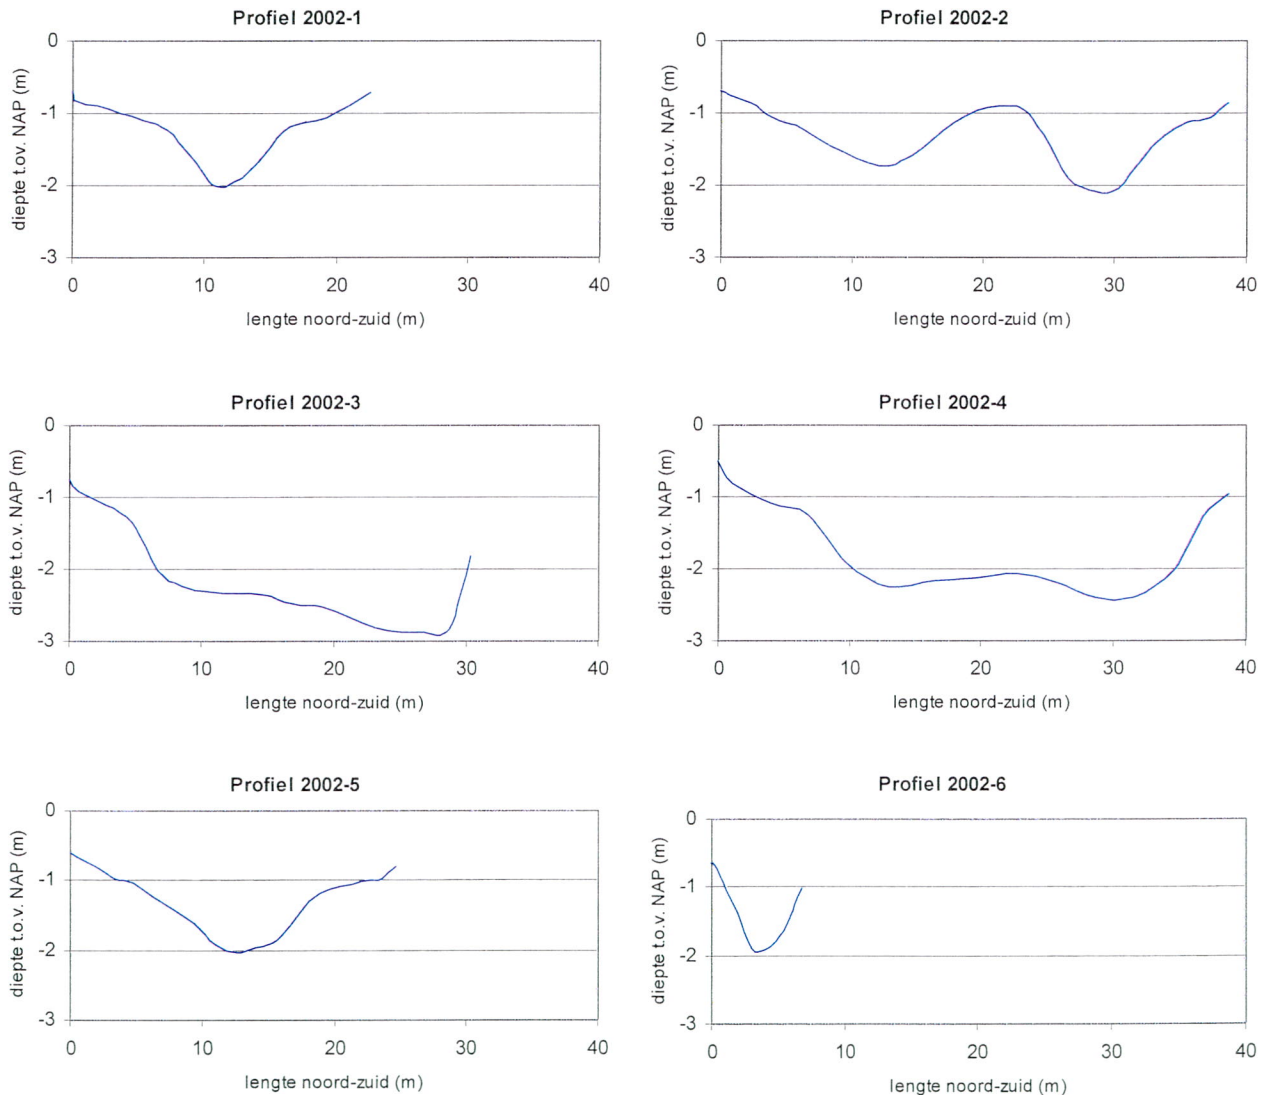 Profiel 2002-1
0
-1
-2
-3
diepte t.o.v. NAP (m)
0 10 20 30 40
lengte noord-zuid (m)
Profiel 2002-2
0
-1
-2
-3
diepte t.o.v. NAP (m)
0 10 20 30 40
lengte noord-zuid (m)
Profiel 2002-3
0
-1
-2
-3
diepte t.o.v. NAP (m)
0 10 20 30 40
lengte noord-zuid (m)
Profiel 2002-4
0
-1
-2
-3
diepte t.o.v. NAP (m)
0 10 20 30 40
lengte noord-zuid (m)
Profiel 2002-5
0
-1
-2
-3
diepte t.o.v. NAP (m)
0 10 20 30 40
lengte noord-zuid (m)
Profiel 2002-6
0
-1
-2
-3
diepte t.o.v. NAP (m)
0 10 20 30 40
lengte noord-zuid (m)